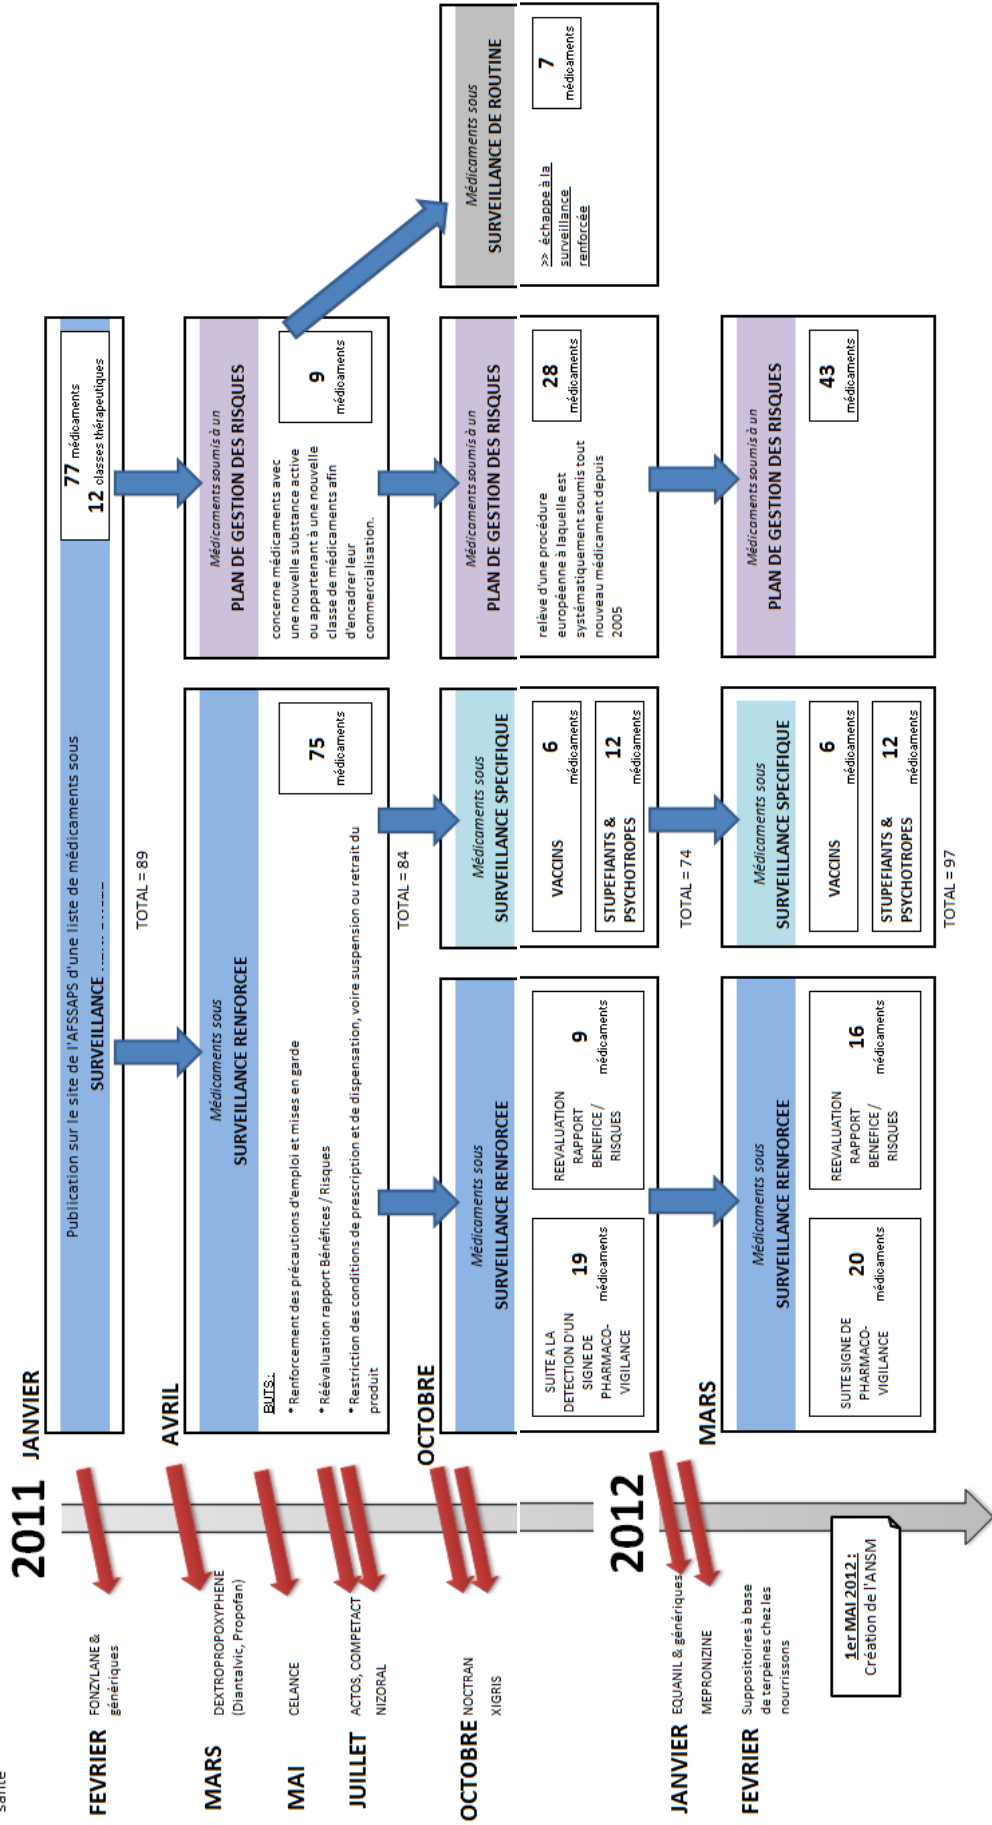 santé
2011
JANVIER
Publication sur le site de l'AFSSAPS d'une liste de médicaments sous
SURVEILLANCE
77 médicaments
12 classes thérapeutiques
TOTAL = 89
FEVRIER
FONZYLANE &
génériques
AVRIL
Médicaments sous
SURVEILLANCE RENFORCEE
BUTS :
* Renforcement des précautions d'emploi et mises en garde
* Réévaluation rapport Bénéfices / Risques
* Restriction des conditions de prescription et de dispensation, voire suspension ou retrait du
produit
75
médicaments
Médicaments soumis à un
PLAN DE GESTION DES RISQUES
concerne médicaments avec
une nouvelle substance active
ou appartenant à une nouvelle
classe de médicaments afin
d'encadrer leur
commercialisation.
9
médicaments
TOTAL = 84
MARS
DEXTROPROPOXYPHENE
(Diantalvic, Propofan)
MAI
CELANCE
JUILLET
ACTOS, COMPETACT
NIZORAL
OCTOBRE
Médicaments sous
SURVEILLANCE RENFORCEE
SUITE A LA
DETECTION D'UN
SIGNE DE
PHARMACO-
VIGILANCE
19
médicaments
REEVALUATION
RAPPORT
BENEFICE /
RISQUES
9
médicaments
Médicaments sous
SURVEILLANCE SPECIFIQUE
VACCINS
6
médicaments
STUPEFIANTS &
PSYCHOTROPES
12
médicaments
Médicaments soumis à un
PLAN DE GESTION DES RISQUES
relève d'une procédure
européenne à laquelle est
systématiquement soumis tout
nouveau médicament depuis
2005
28
médicaments
Médicaments sous
SURVEILLANCE DE ROUTINE
>> échappe à la
surveillance
renforcée
7
médicaments
TOTAL = 74
OCTOBRE
NOCTRAN
XIGRIS
2012
MARS
Médicaments sous
SURVEILLANCE RENFORCEE
SUITE SIGNE DE
PHARMACO-
VIGILANCE
20
médicaments
REEVALUATION
RAPPORT
BENEFICE /
RISQUES
16
médicaments
Médicaments sous
SURVEILLANCE SPECIFIQUE
VACCINS
6
médicaments
STUPEFIANTS &
PSYCHOTROPES
12
médicaments
Médicaments soumis à un
PLAN DE GESTION DES RISQUES
43
médicaments
TOTAL = 97
JANVIER
EQUANIL & génériques
MEPRONIZINE
FEVRIER
Suppositoires à base
de terpènes chez les
nourrissons
1er MAI 2012 :
Création de l'ANSM